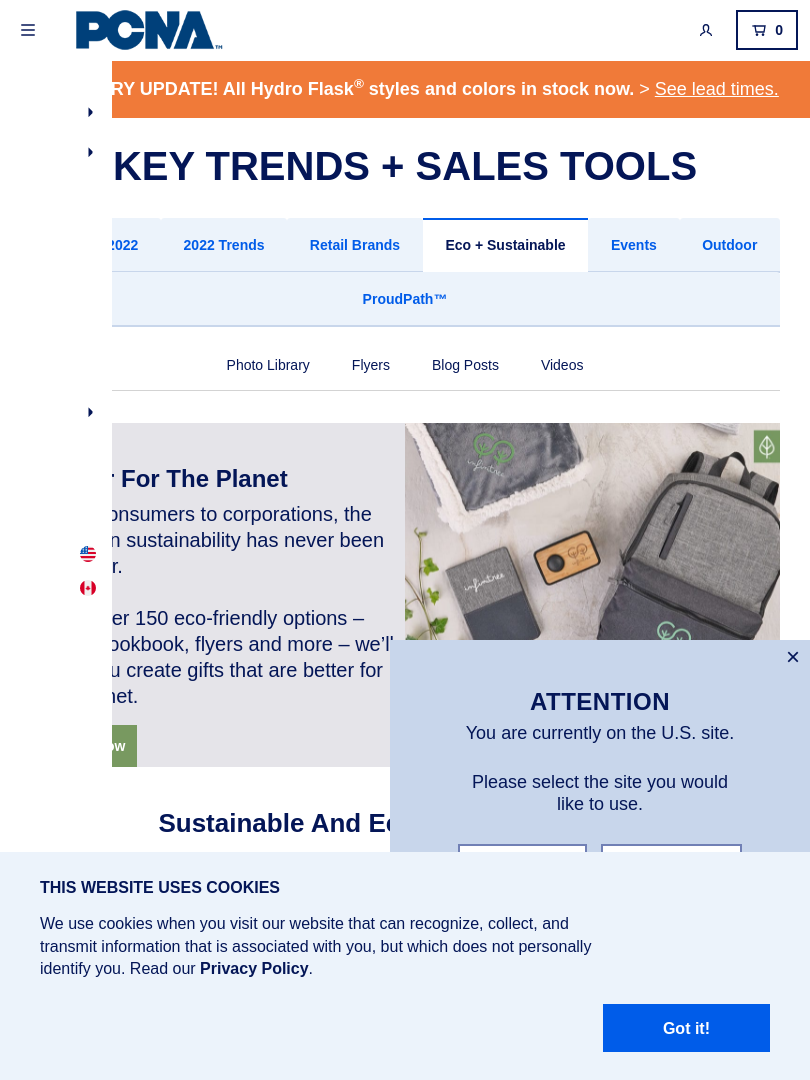 PCNA™
0
RY UPDATE! All Hydro Flask® styles and colors in stock now. > See lead times.
KEY TRENDS + SALES TOOLS
2022
2022 Trends
Retail Brands
Eco + Sustainable
Events
Outdoor
ProudPath™
Photo Library
Flyers
Blog Posts
Videos
For The Planet
onsumers to corporations, the
n sustainability has never been
r.
er 150 eco-friendly options –
ookbook, flyers and more – we'll
u create gifts that are better for
net.
ow
infinitree
infinitree
Sustainable And Ec
×
ATTENTION
You are currently on the U.S. site.
Please select the site you would
like to use.
THIS WEBSITE USES COOKIES
We use cookies when you visit our website that can recognize, collect, and
transmit information that is associated with you, but which does not personally
identify you. Read our Privacy Policy.
Got it!